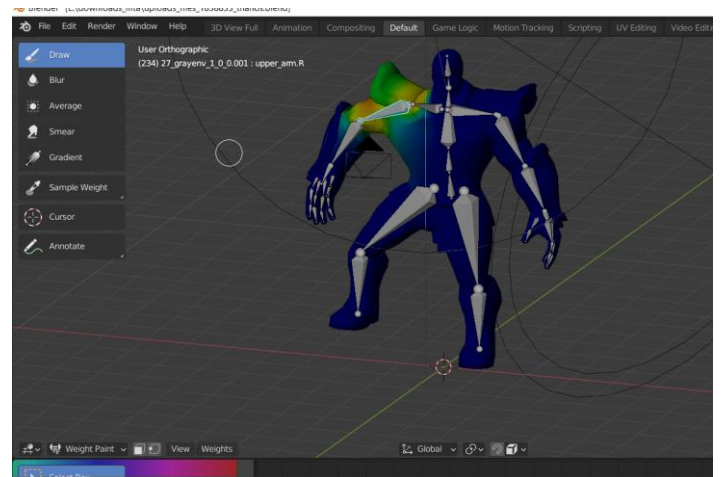 File Edit Render Window Help 3D View Full Animation Compositing Default Game Logic Motion Tracking Scripting UV Editing Video
Draw
User Orthographic
(234) 27_grayenv_1_0_0.001 : upper_arm.R
Blur
Average
Smear
Gradient
Sample Weight
Cursor
Annotate
Weight Paint View Weights Global